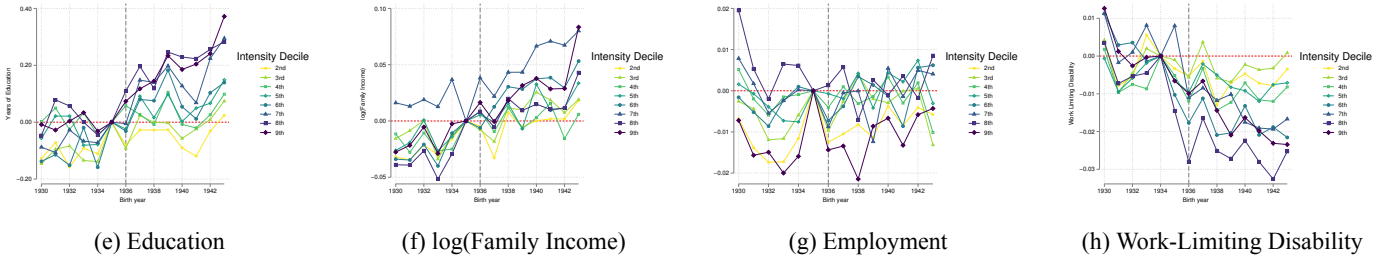 0.40
0.20
0.00
−0.20
Years of Education
1930 1932 1934 1936 1938 1940 1942
Birth year
Intensity Decile
2nd
3rd
4th
5th
6th
7th
8th
9th
(e) Education
0.10
0.05
0.00
−0.05
log(Family Income)
1930 1932 1934 1936 1938 1940 1942
Birth year
Intensity Decile
2nd
3rd
4th
5th
6th
7th
8th
9th
(f) log(Family Income)
0.02
0.01
0.00
−0.01
−0.02
Employment
1930 1932 1934 1936 1938 1940 1942
Birth year
Intensity Decile
2nd
3rd
4th
5th
6th
7th
8th
9th
(g) Employment
0.01
0.00
−0.01
−0.02
−0.03
Work Limiting Disability
1930 1932 1934 1936 1938 1940 1942
Birth year
Intensity Decile
2nd
3rd
4th
5th
6th
7th
8th
9th
(h) Work-Limiting Disability